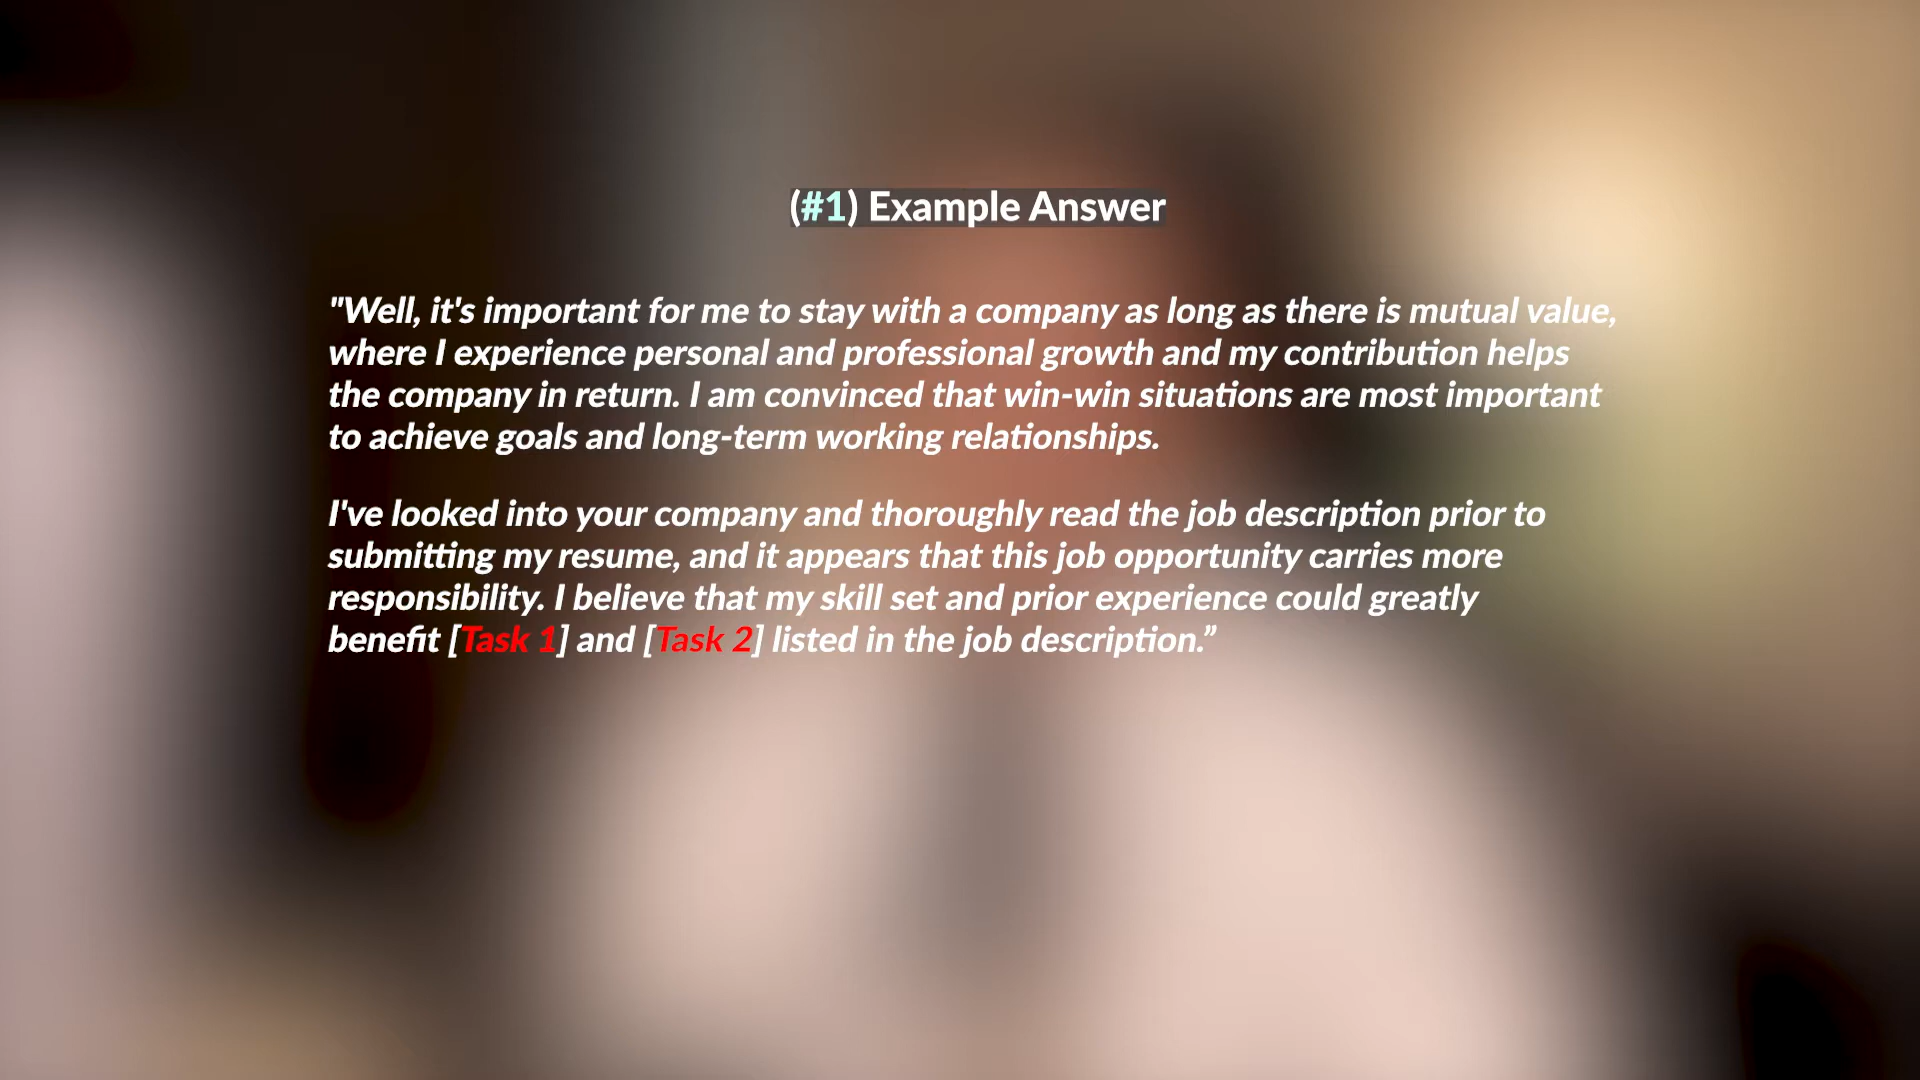 (#1) Example Answer
"Well, it's important for me to stay with a company as long as there is mutual value,
where I experience personal and professional growth and my contribution helps
the company in return. I am convinced that win-win situations are most important
to achieve goals and long-term working relationships.
I've looked into your company and thoroughly read the job description prior to
submitting my resume, and it appears that this job opportunity carries more
responsibility. I believe that my skill set and prior experience could greatly
benefit [Task 1] and [Task 2] listed in the job description.”